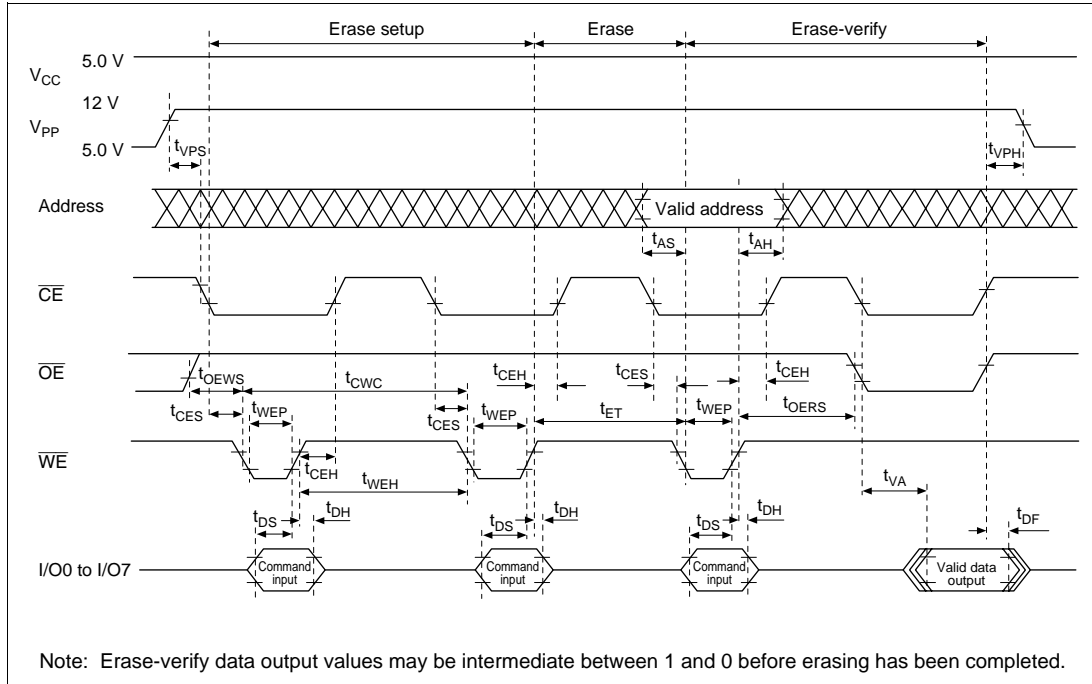 Erase setup Erase Erase-verify
5.0 V
VCC
12 V
VPP
5.0 V
tVPS tVPH
Address Valid address
tAS tAH
CE
OE
tOEWS tCWC tCEH tCES tCEH
tCES tWEP tCES tWEP tET tWEP tOERS
WE
tCEH
tWEH tVA
tDS tDH tDS tDH tDS tDH tDF
I/O0 to I/O7 Command input Command input Command input Valid data output
Note: Erase-verify data output values may be intermediate between 1 and 0 before erasing has been completed.